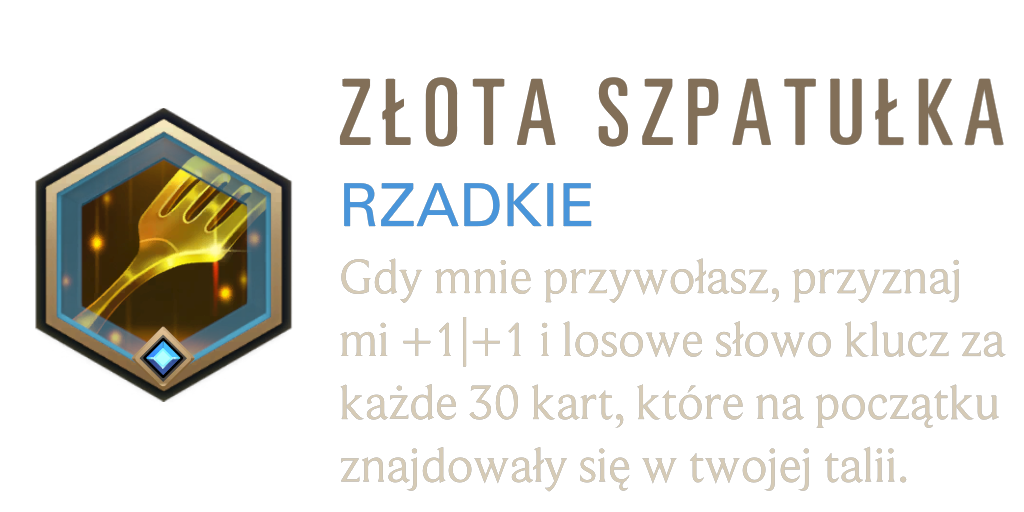 ZŁOTA SZPATUŁKA
RZADKIE
Gdy mnie przywołasz, przyznaj
mi +1|+1 i losowe słowo klucz za
każde 30 kart, które na początku
znajdowały się w twojej talii.